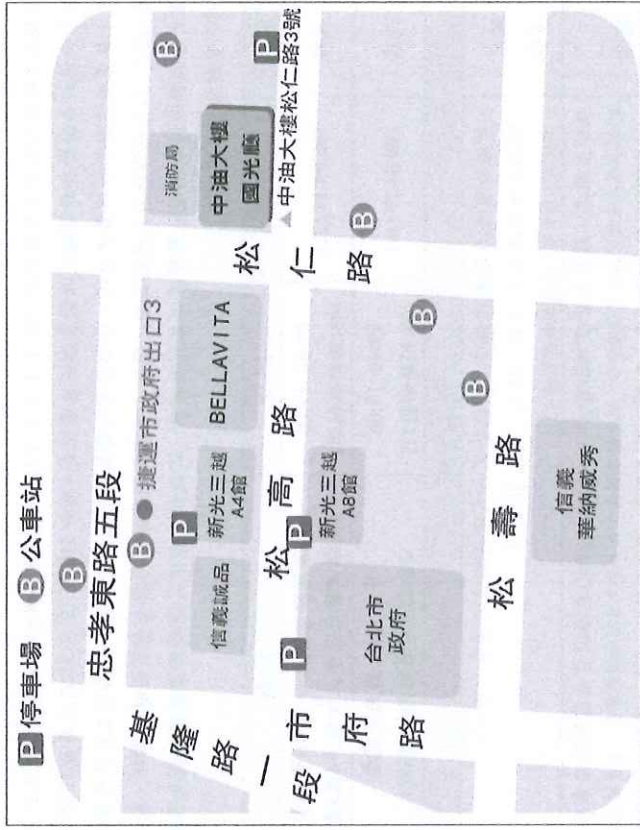 P 停車場 B 公車站
B
忠孝東路五段
B
捷運市政府出口3
消防局
B
P
信義誠品
新光三越
A4館
BELLAVITA
中油大樓
國光廳
P
中油大樓松仁路3號
基隆路一段
松高路
松仁路
P
P
新光三越
A8館
台北市
政府
市府路
B
B
B
松壽路
信義
華納威秀